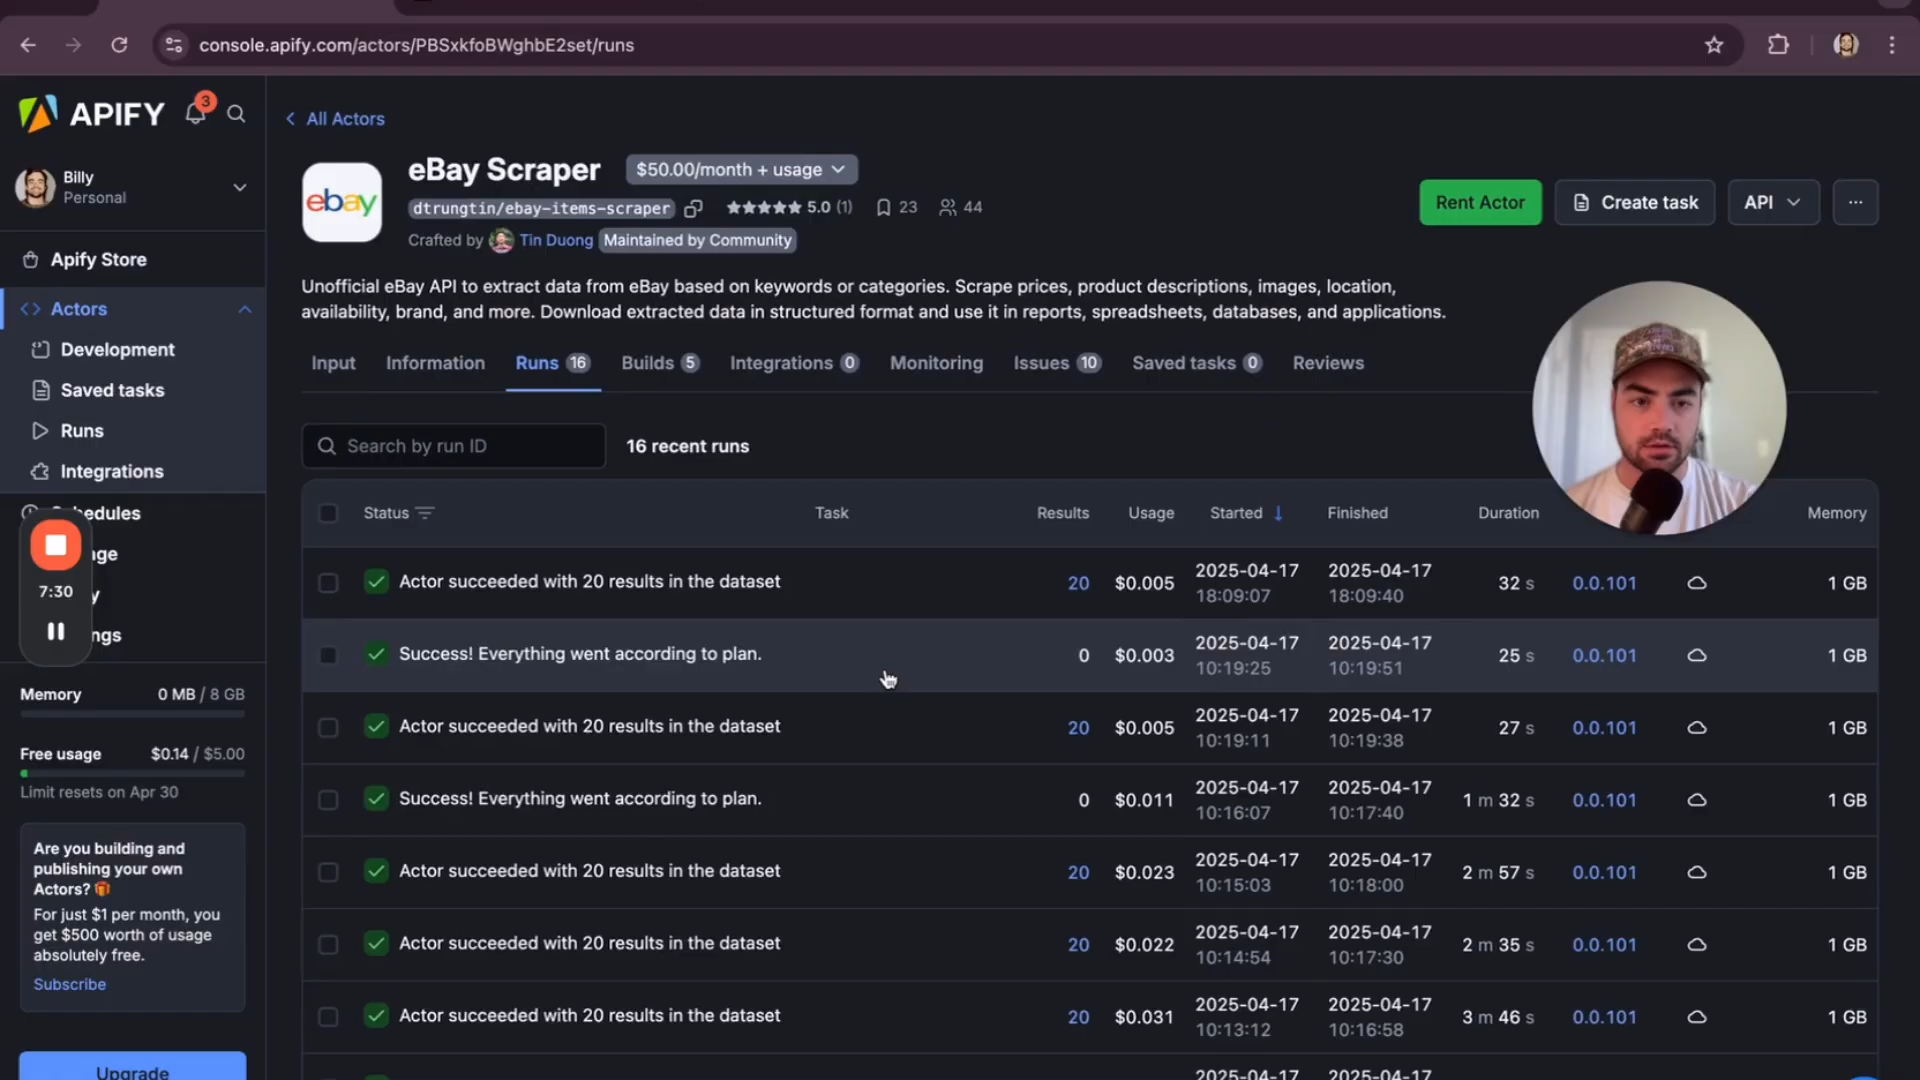 console.apify.com/actors/PBSxkfoBWghbE2set/runs
APIFY
3
Billy
Personal
Apify Store
Actors
Development
Saved tasks
Runs
Integrations
edules
age
y
ngs
7:30
Memory 0 MB / 8 GB
Free usage $0.14 / $5.00
Limit resets on Apr 30
Are you building and
publishing your own
Actors?
For just $1 per month, you
get $500 worth of usage
absolutely free.
Subscribe
Upgrade
All Actors
ebay
eBay Scraper $50.00/month + usage
dtrungtin/ebay-items-scraper 5.0 (1) 23 44
Crafted by Tin Duong Maintained by Community
Rent Actor Create task API ...
Unofficial eBay API to extract data from eBay based on keywords or categories. Scrape prices, product descriptions, images, location,
availability, brand, and more. Download extracted data in structured format and use it in reports, spreadsheets, databases, and applications.
Input Information Runs 16 Builds 5 Integrations 0 Monitoring Issues 10 Saved tasks 0 Reviews
Search by run ID 16 recent runs
Status Task Results Usage Started Finished Duration Memory
Actor succeeded with 20 results in the dataset 20 $0.005 2025-04-17 18:09:07 2025-04-17 18:09:40 32 s 0.0.101 1 GB
Success! Everything went according to plan. 0 $0.003 2025-04-17 10:19:25 2025-04-17 10:19:51 25 s 0.0.101 1 GB
Actor succeeded with 20 results in the dataset 20 $0.005 2025-04-17 10:19:11 2025-04-17 10:19:38 27 s 0.0.101 1 GB
Success! Everything went according to plan. 0 $0.011 2025-04-17 10:16:07 2025-04-17 10:17:40 1 m 32 s 0.0.101 1 GB
Actor succeeded with 20 results in the dataset 20 $0.023 2025-04-17 10:15:03 2025-04-17 10:18:00 2 m 57 s 0.0.101 1 GB
Actor succeeded with 20 results in the dataset 20 $0.022 2025-04-17 10:14:54 2025-04-17 10:17:30 2 m 35 s 0.0.101 1 GB
Actor succeeded with 20 results in the dataset 20 $0.031 2025-04-17 10:13:12 2025-04-17 10:16:58 3 m 46 s 0.0.101 1 GB
2025-04-17 2025-04-17